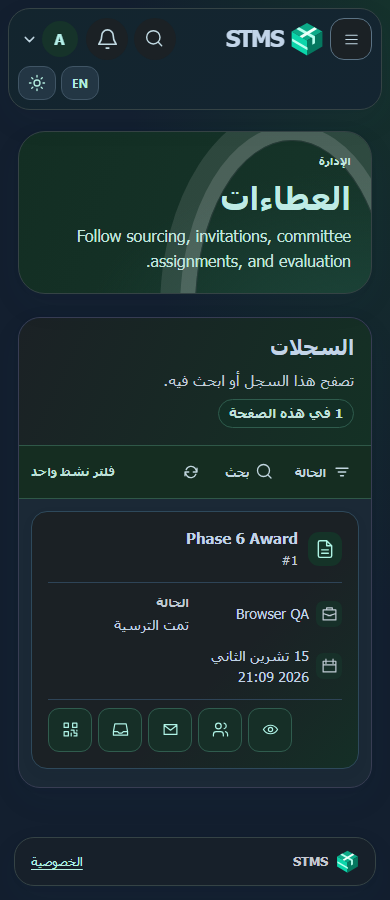 STMS
A
EN
الإدارة
العطاءات
Follow sourcing, invitations, committee
assignments, and evaluation.
السجلات
تصفح هذا السجل أو ابحث فيه.
1 في هذه الصفحة
الحالة
بحث
فلتر نشط واحد
Phase 6 Award
#1
Browser QA
الحالة
تمت الترسية
15 تشرين الثاني
2026 21:09
STMS
الخصوصية